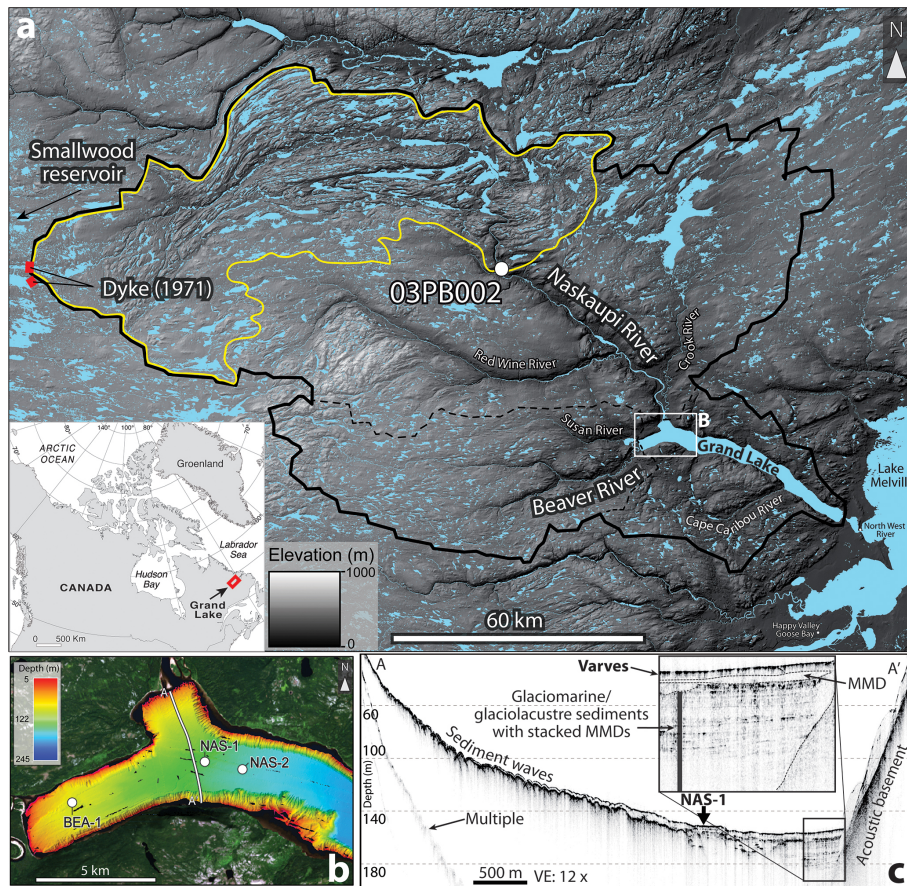 a
N
Smallwood
reservoir
Dyke (1971)
03PB002
Naskaupi River
Crook River
Red Wine River
B
Susan River
Grand Lake
Beaver River
Cape Caribou River
Lake
Melvill
North West
River
Happy Valley
Goose Bay
60 km
Elevation (m)
1000
0
ARCTIC
OCEAN
Groenland
Labrador
Sea
CANADA
Hudson
Bay
Grand
Lake
0 500 Km
70°
60°
Depth (m)
5
122
245
N
A
A'
NAS-1
NAS-2
BEA-1
5 km
b
A
A'
60
100
140
180
Depth (m)
Varves
MMD
Glaciomarine/
glaciolacustre sediments
with stacked MMDs
Sediment waves
NAS-1
Multiple
Acoustic basement
500 m
VE: 12 x
c